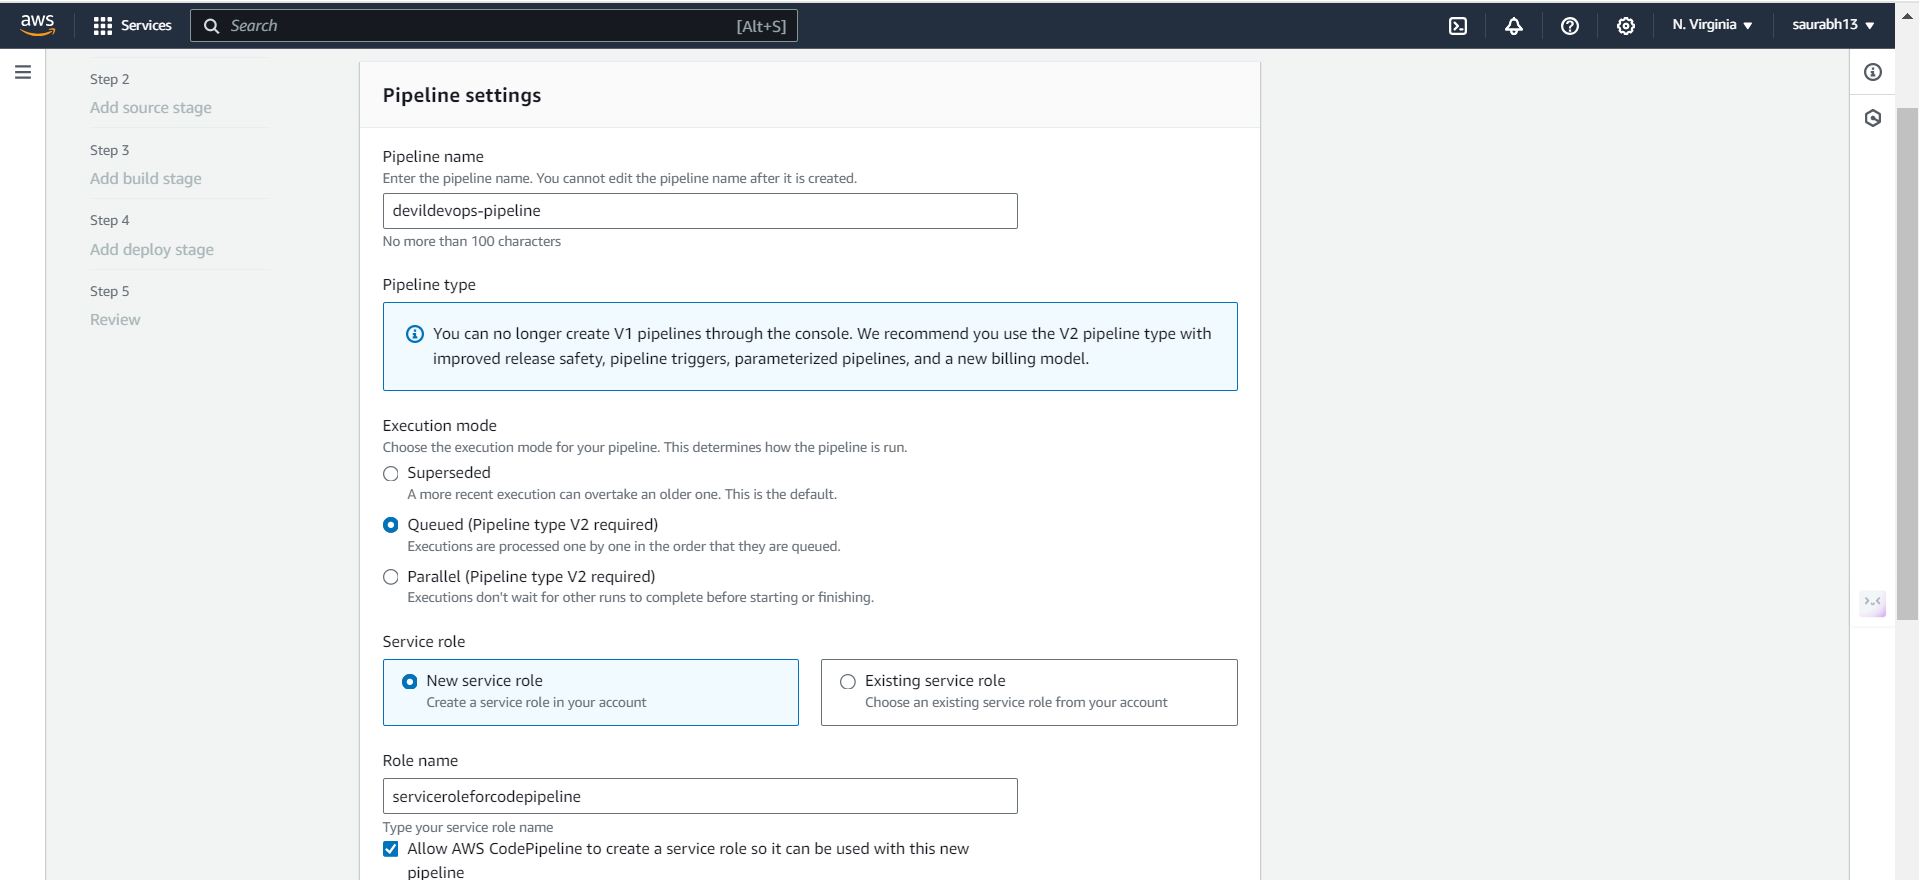 aws
Services
Search
[Alt+S]
N. Virginia
saurabh13
Step 2
Add source stage
Step 3
Add build stage
Step 4
Add deploy stage
Step 5
Review
Pipeline settings
Pipeline name
Enter the pipeline name. You cannot edit the pipeline name after it is created.
devildevops-pipeline
No more than 100 characters
Pipeline type
You can no longer create V1 pipelines through the console. We recommend you use the V2 pipeline type with
improved release safety, pipeline triggers, parameterized pipelines, and a new billing model.
Execution mode
Choose the execution mode for your pipeline. This determines how the pipeline is run.
Superseded
A more recent execution can overtake an older one. This is the default.
Queued (Pipeline type V2 required)
Executions are processed one by one in the order that they are queued.
Parallel (Pipeline type V2 required)
Executions don't wait for other runs to complete before starting or finishing.
Service role
New service role
Create a service role in your account
Existing service role
Choose an existing service role from your account
Role name
serviceroleforcodepipeline
Type your service role name
Allow AWS CodePipeline to create a service role so it can be used with this new
pipeline